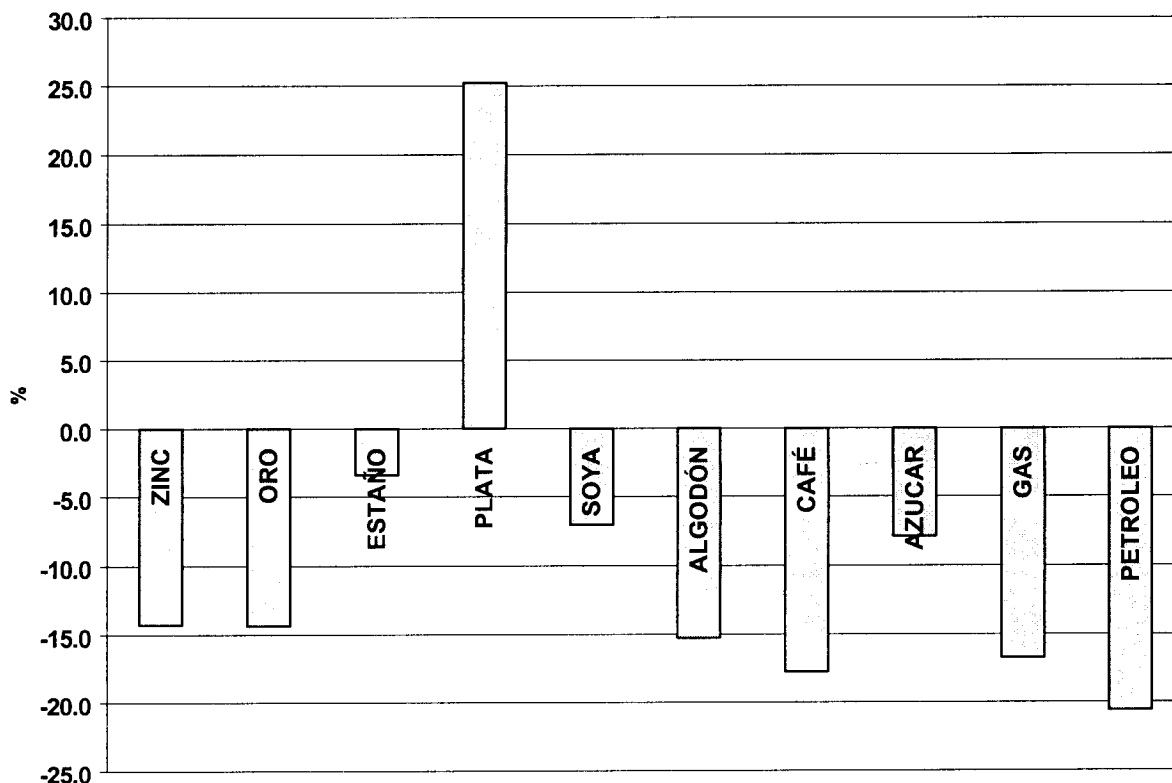 30.0
25.0
20.0
15.0
10.0
5.0
0.0
-5.0
-10.0
-15.0
-20.0
-25.0
%
ZINC
ORO
ESTAÑO
PLATA
SOYA
ALGODÓN
CAFÉ
AZUCAR
GAS
PETROLEO